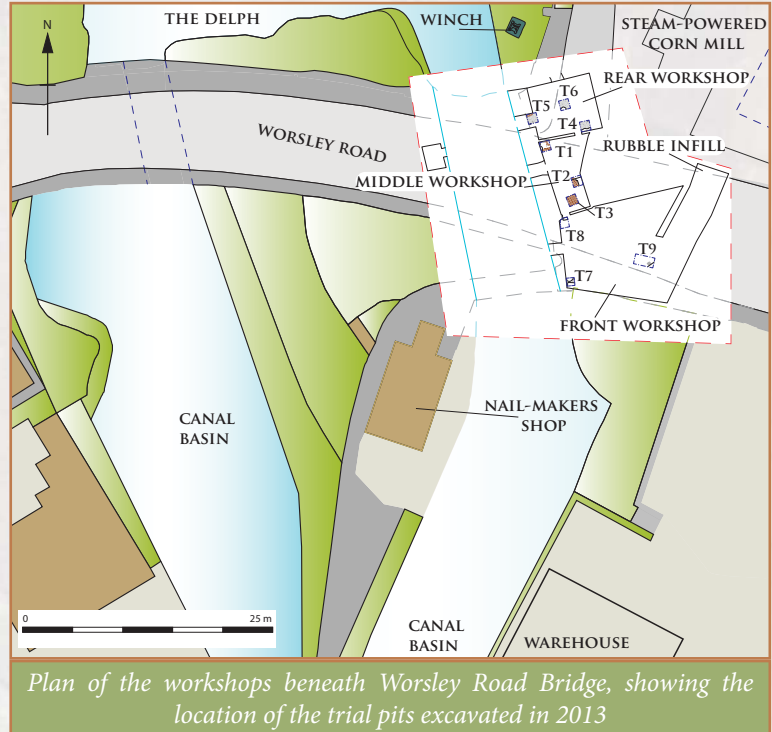 THE DELPH
WINCH
STEAM-POWERED
CORN MILL
N
REAR WORKSHOP
T6
T5
T4
WORSLEY ROAD
RUBBLE INFILL
T1
T2
MIDDLE WORKSHOP
T3
T8
T9
T7
FRONT WORKSHOP
NAIL-MAKERS
SHOP
CANAL
BASIN
0 25 m
CANAL
BASIN
WAREHOUSE
Plan of the workshops beneath Worsley Road Bridge, showing the
location of the trial pits excavated in 2013